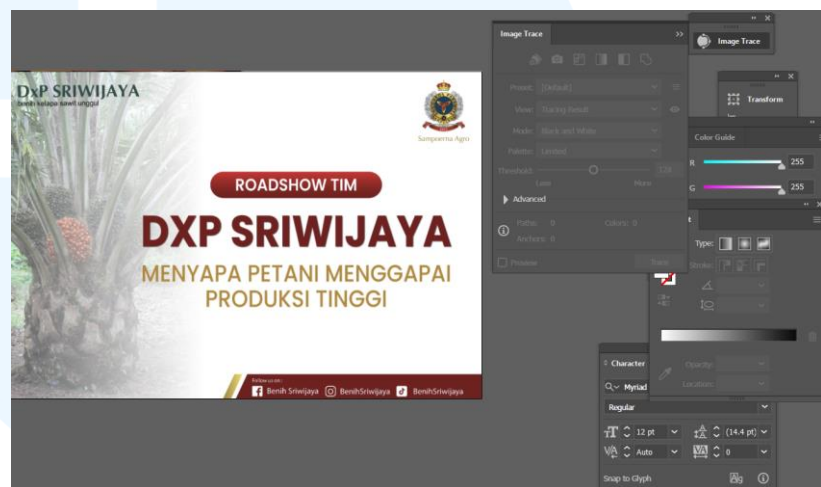 DxP SRIWIJAYA
benih kelapa sawit unggul
Sampoerna Agro
ROADSHOW TIM
DXP SRIWIJAYA
MENYAPA PETANI MENGGAPAI
PRODUKSI TINGGI
Follow us on :
Benih Sriwijaya
BenihSriwijaya
BenihSriwijaya
Image Trace
Preset: [Default]
View: Tracing Result
Mode: Black and White
Palette: Limited
Threshold: 128
Less More
Advanced
Paths: 0 Colors: 0
Anchors: 0
Preview Trace
Image Trace
Transform
Color Guide
R 255
G 255
Type:
Stroke:
Opacity:
Location:
Character
Myriad
Regular
12 pt (14.4 pt)
Auto 0
Snap to Glyph